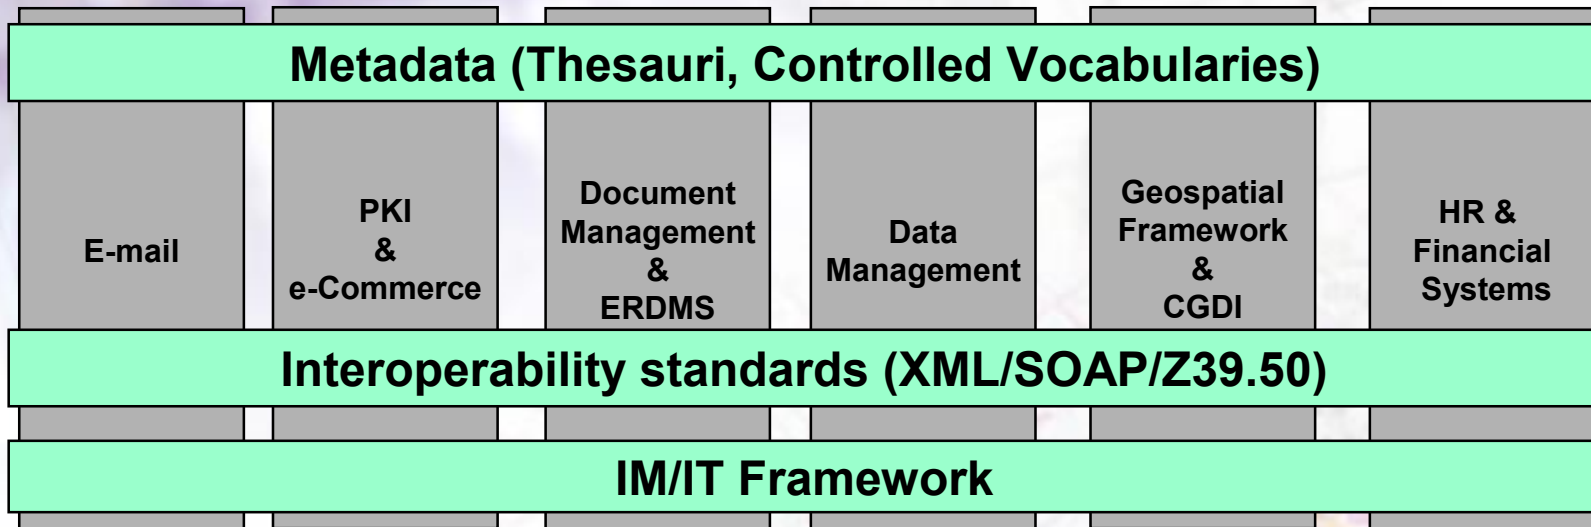 Metadata (Thesauri, Controlled Vocabularies)
E-mail
PKI
&
e-Commerce
Document
Management
&
ERDMS
Data
Management
Geospatial
Framework
&
CGDI
HR &
Financial
Systems
Interoperability standards (XML/SOAP/Z39.50)
IM/IT Framework